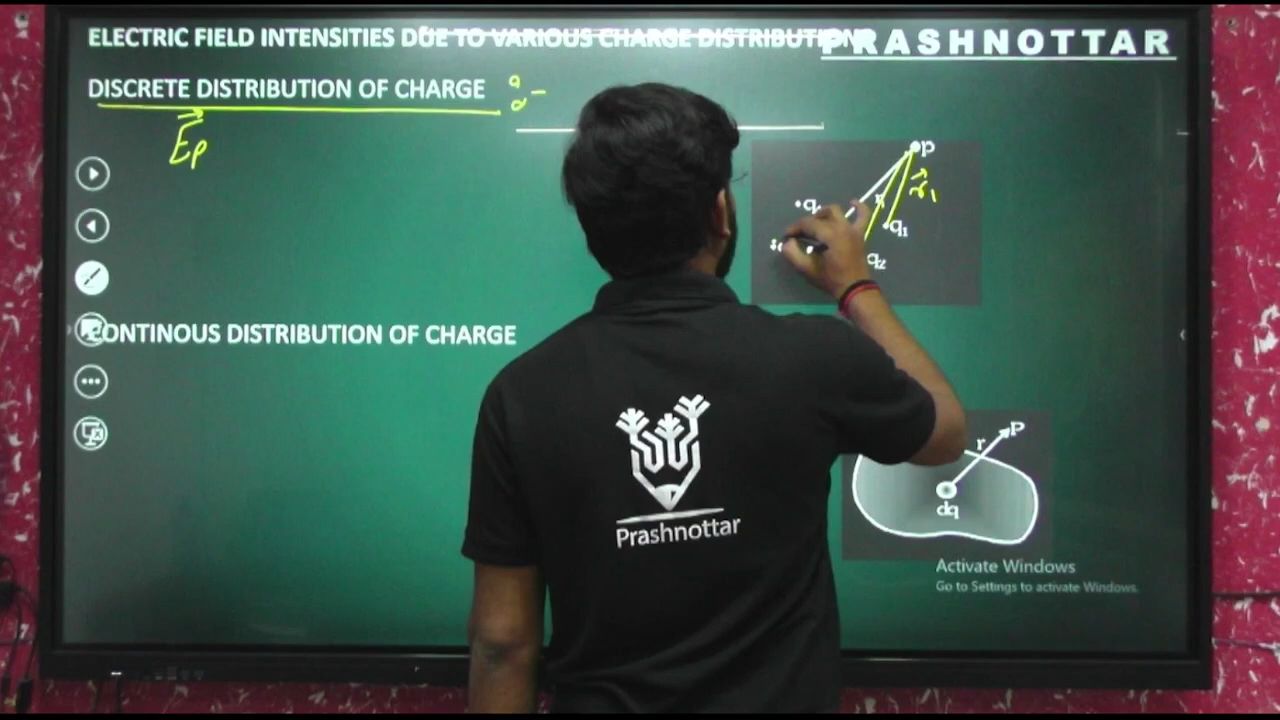 ELECTRIC FIELD INTENSITIES DUE TO VARIOUS CHARGE DISTRIBUTION
PRASHNOTTAR
DISCRETE DISTRIBUTION OF CHARGE :-
Ep
p
r1
q1
q2
CONTINOUS DISTRIBUTION OF CHARGE
r
P
dq
Prashnottar
Activate Windows
Go to Settings to activate Windows.